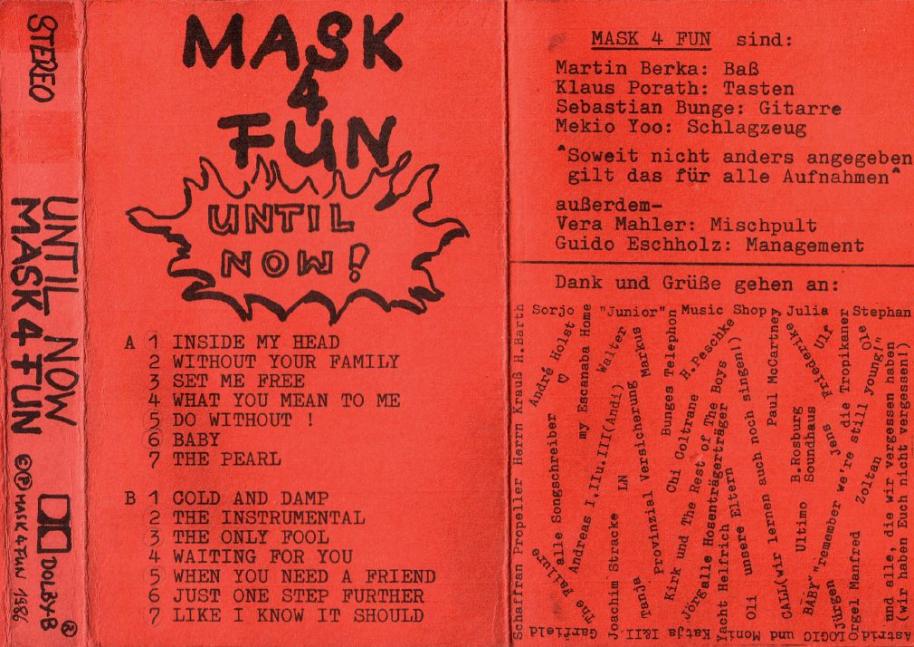 STEREO
UNTIL NOW
MASK 4 FUN
DOLBY B ®
© ℗ MASK 4 FUN 1986
MASK
4
FUN
UNTIL
NOW!
A 1 INSIDE MY HEAD
2 WITHOUT YOUR FAMILY
3 SET ME FREE
4 WHAT YOU MEAN TO ME
5 DO WITHOUT !
6 BABY
7 THE PEARL
B 1 COLD AND DAMP
2 THE INSTRUMENTAL
3 THE ONLY FOOL
4 WAITING FOR YOU
5 WHEN YOU NEED A FRIEND
6 JUST ONE STEP FURTHER
7 LIKE I KNOW IT SHOULD
MASK 4 FUN sind:
Martin Berka: Baß
Klaus Porath: Tasten
Sebastian Bunge: Gitarre
Mekio Yoo: Schlagzeug
"Soweit nicht anders angegeben
gilt das für alle Aufnahmen"
außerdem-
Vera Mahler: Mischpult
Guido Eschholz: Management
Dank und Grüße gehen an:
Sorjo "Junior" Music Shop Julia Stephan
Schaffran Propeller Herrn Krauß H.Barth
André Holst
The Failure
alle Songschreiber ♡
my Escanaba Home
Andreas I.IIu.III(Andi) Walter
Joachim Stracke LN
Tanja Provinzial Versicherung Markus
Bunges Telephon
Kirk und The Rest of The Boys
Chi Coltrane H.Peschke
Jörg alle Hosenträgerträger
Yacht Helfrich Eltern
Oli unsere
CALL(wir lernen auch noch singen!)
Paul McCartney
Ultimo B.Rosburg
Soundhaus
Friederike
Ulf
BABY"remember we're still young!"
Jens die Tropikaner
Jürgen
Orgel Manfred Zoltan
Ole
und alle, die wir vergessen haben
(wir haben Euch nicht vergessen!)
Garfield Katja I&II. Moni und LOGIC Astrid